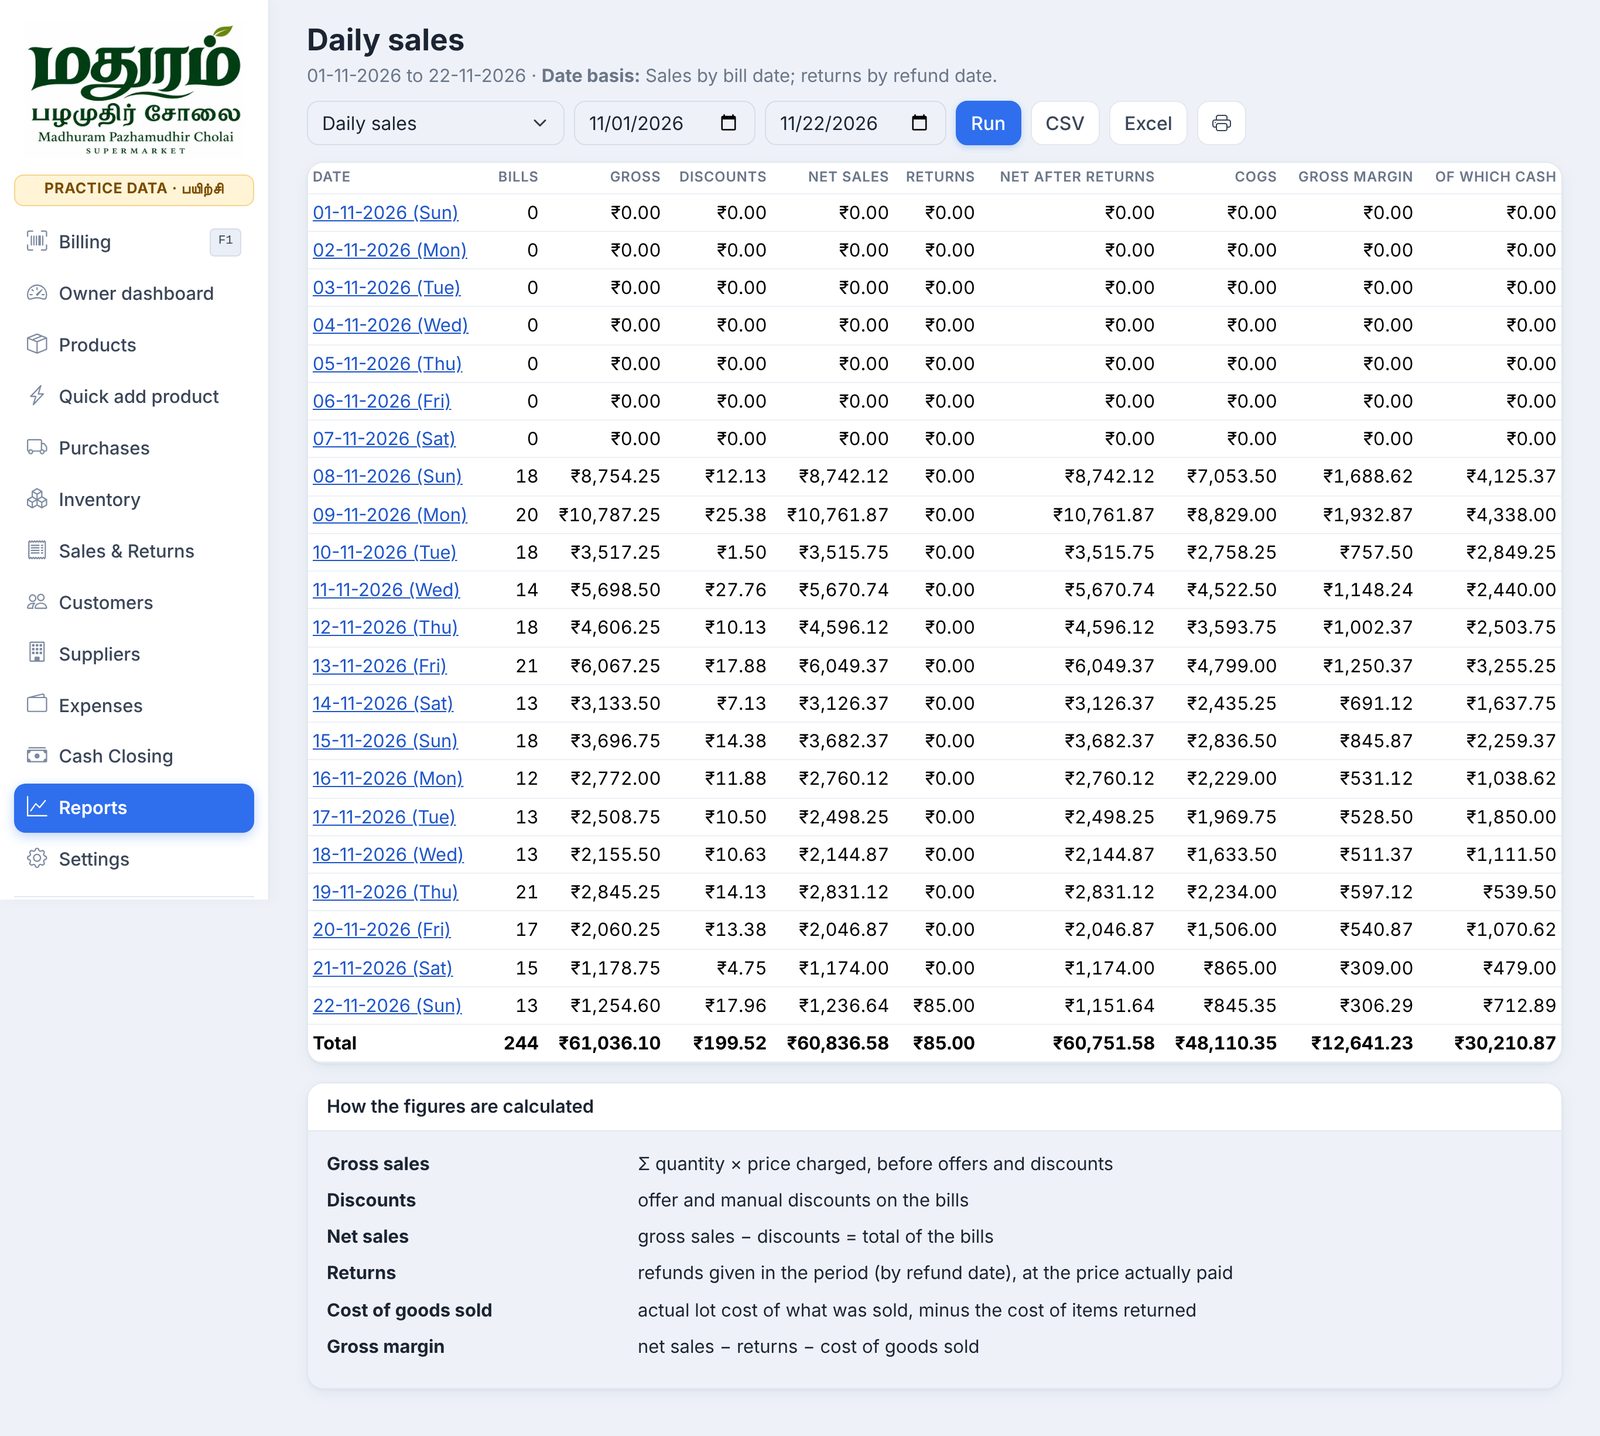 மதுரம்
பழமுதிர் சோலை
Madhuram Pazhamudhir Cholai
SUPERMARKET
PRACTICE DATA · பயிற்சி
Billing F1
Owner dashboard
Products
Quick add product
Purchases
Inventory
Sales & Returns
Customers
Suppliers
Expenses
Cash Closing
Reports
Settings
Daily sales
01-11-2026 to 22-11-2026 · Date basis: Sales by bill date; returns by refund date.
Daily sales 11/01/2026 11/22/2026 Run CSV Excel
DATE BILLS GROSS DISCOUNTS NET SALES RETURNS NET AFTER RETURNS COGS GROSS MARGIN OF WHICH CASH
01-11-2026 (Sun) 0 ₹0.00 ₹0.00 ₹0.00 ₹0.00 ₹0.00 ₹0.00 ₹0.00 ₹0.00
02-11-2026 (Mon) 0 ₹0.00 ₹0.00 ₹0.00 ₹0.00 ₹0.00 ₹0.00 ₹0.00 ₹0.00
03-11-2026 (Tue) 0 ₹0.00 ₹0.00 ₹0.00 ₹0.00 ₹0.00 ₹0.00 ₹0.00 ₹0.00
04-11-2026 (Wed) 0 ₹0.00 ₹0.00 ₹0.00 ₹0.00 ₹0.00 ₹0.00 ₹0.00 ₹0.00
05-11-2026 (Thu) 0 ₹0.00 ₹0.00 ₹0.00 ₹0.00 ₹0.00 ₹0.00 ₹0.00 ₹0.00
06-11-2026 (Fri) 0 ₹0.00 ₹0.00 ₹0.00 ₹0.00 ₹0.00 ₹0.00 ₹0.00 ₹0.00
07-11-2026 (Sat) 0 ₹0.00 ₹0.00 ₹0.00 ₹0.00 ₹0.00 ₹0.00 ₹0.00 ₹0.00
08-11-2026 (Sun) 18 ₹8,754.25 ₹12.13 ₹8,742.12 ₹0.00 ₹8,742.12 ₹7,053.50 ₹1,688.62 ₹4,125.37
09-11-2026 (Mon) 20 ₹10,787.25 ₹25.38 ₹10,761.87 ₹0.00 ₹10,761.87 ₹8,829.00 ₹1,932.87 ₹4,338.00
10-11-2026 (Tue) 18 ₹3,517.25 ₹1.50 ₹3,515.75 ₹0.00 ₹3,515.75 ₹2,758.25 ₹757.50 ₹2,849.25
11-11-2026 (Wed) 14 ₹5,698.50 ₹27.76 ₹5,670.74 ₹0.00 ₹5,670.74 ₹4,522.50 ₹1,148.24 ₹2,440.00
12-11-2026 (Thu) 18 ₹4,606.25 ₹10.13 ₹4,596.12 ₹0.00 ₹4,596.12 ₹3,593.75 ₹1,002.37 ₹2,503.75
13-11-2026 (Fri) 21 ₹6,067.25 ₹17.88 ₹6,049.37 ₹0.00 ₹6,049.37 ₹4,799.00 ₹1,250.37 ₹3,255.25
14-11-2026 (Sat) 13 ₹3,133.50 ₹7.13 ₹3,126.37 ₹0.00 ₹3,126.37 ₹2,435.25 ₹691.12 ₹1,637.75
15-11-2026 (Sun) 18 ₹3,696.75 ₹14.38 ₹3,682.37 ₹0.00 ₹3,682.37 ₹2,836.50 ₹845.87 ₹2,259.37
16-11-2026 (Mon) 12 ₹2,772.00 ₹11.88 ₹2,760.12 ₹0.00 ₹2,760.12 ₹2,229.00 ₹531.12 ₹1,038.62
17-11-2026 (Tue) 13 ₹2,508.75 ₹10.50 ₹2,498.25 ₹0.00 ₹2,498.25 ₹1,969.75 ₹528.50 ₹1,850.00
18-11-2026 (Wed) 13 ₹2,155.50 ₹10.63 ₹2,144.87 ₹0.00 ₹2,144.87 ₹1,633.50 ₹511.37 ₹1,111.50
19-11-2026 (Thu) 21 ₹2,845.25 ₹14.13 ₹2,831.12 ₹0.00 ₹2,831.12 ₹2,234.00 ₹597.12 ₹539.50
20-11-2026 (Fri) 17 ₹2,060.25 ₹13.38 ₹2,046.87 ₹0.00 ₹2,046.87 ₹1,506.00 ₹540.87 ₹1,070.62
21-11-2026 (Sat) 15 ₹1,178.75 ₹4.75 ₹1,174.00 ₹0.00 ₹1,174.00 ₹865.00 ₹309.00 ₹479.00
22-11-2026 (Sun) 13 ₹1,254.60 ₹17.96 ₹1,236.64 ₹85.00 ₹1,151.64 ₹845.35 ₹306.29 ₹712.89
Total 244 ₹61,036.10 ₹199.52 ₹60,836.58 ₹85.00 ₹60,751.58 ₹48,110.35 ₹12,641.23 ₹30,210.87
How the figures are calculated
Gross sales Σ quantity × price charged, before offers and discounts
Discounts offer and manual discounts on the bills
Net sales gross sales − discounts = total of the bills
Returns refunds given in the period (by refund date), at the price actually paid
Cost of goods sold actual lot cost of what was sold, minus the cost of items returned
Gross margin net sales − returns − cost of goods sold